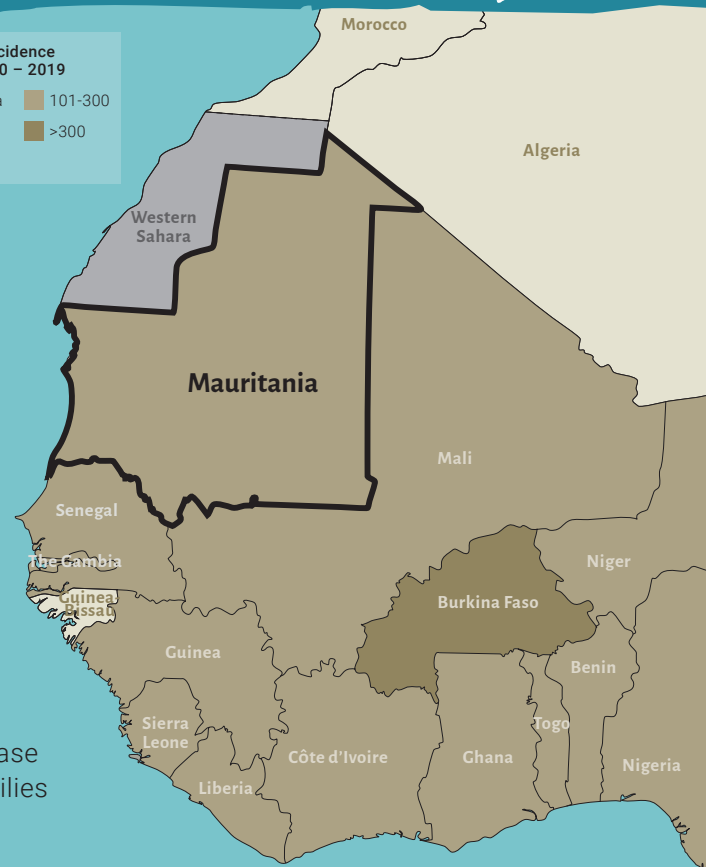 Morocco
cidence
0 – 2019
101-300
>300
Algeria
Western
Sahara
Mauritania
Mali
Senegal
The Gambia
Niger
Guinea-
Bissau
Burkina Faso
Guinea
Benin
Sierra
Leone
Togo
Côte d'Ivoire
Ghana
Nigeria
ase
Liberia
ilies